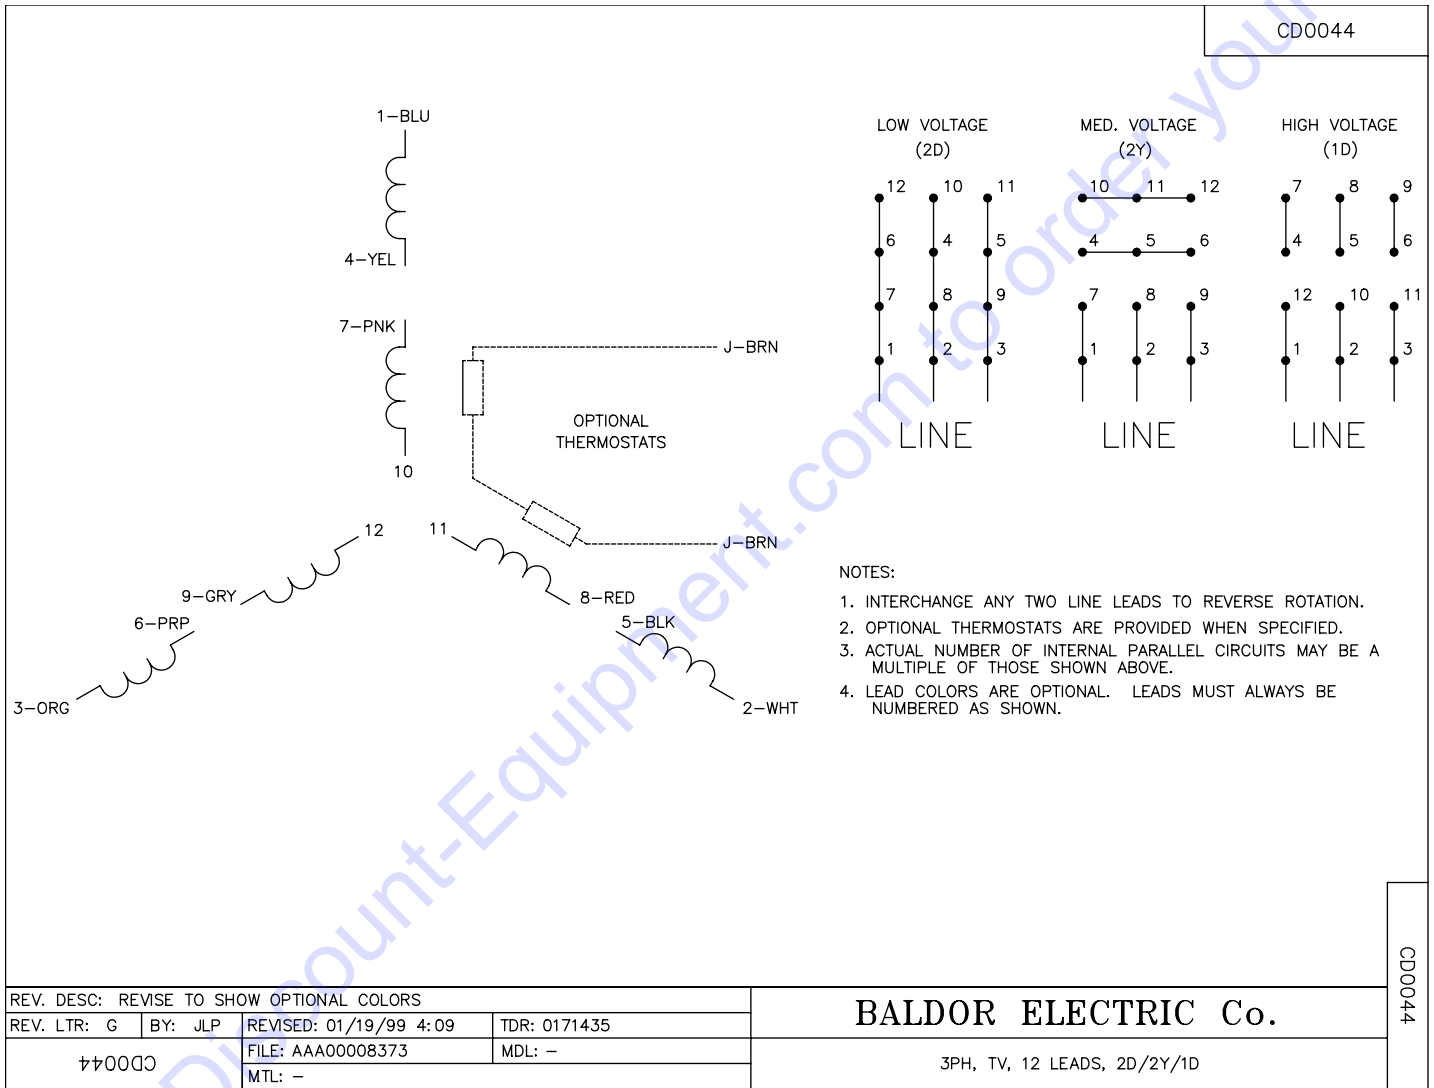 CD0044
1-BLU
4-YEL
7-PNK
10
12
11
9-GRY
6-PRP
3-ORG
8-RED
5-BLK
2-WHT
J-BRN
OPTIONAL
THERMOSTATS
J-BRN
LOW VOLTAGE
(2D)
12 10 11
6 4 5
7 8 9
1 2 3
LINE
MED. VOLTAGE
(2Y)
10 11 12
4 5 6
7 8 9
1 2 3
LINE
HIGH VOLTAGE
(1D)
7 8 9
4 5 6
12 10 11
1 2 3
LINE
NOTES:
1. INTERCHANGE ANY TWO LINE LEADS TO REVERSE ROTATION.
2. OPTIONAL THERMOSTATS ARE PROVIDED WHEN SPECIFIED.
3. ACTUAL NUMBER OF INTERNAL PARALLEL CIRCUITS MAY BE A
MULTIPLE OF THOSE SHOWN ABOVE.
4. LEAD COLORS ARE OPTIONAL. LEADS MUST ALWAYS BE
NUMBERED AS SHOWN.
CD0044
REV. DESC: REVISE TO SHOW OPTIONAL COLORS
REV. LTR: G BY: JLP REVISED: 01/19/99 4:09 TDR: 0171435
CD0044
FILE: AAA00008373 MDL: -
MTL: -
BALDOR ELECTRIC Co.
3PH, TV, 12 LEADS, 2D/2Y/1D
Discount-Equipment.com to order your